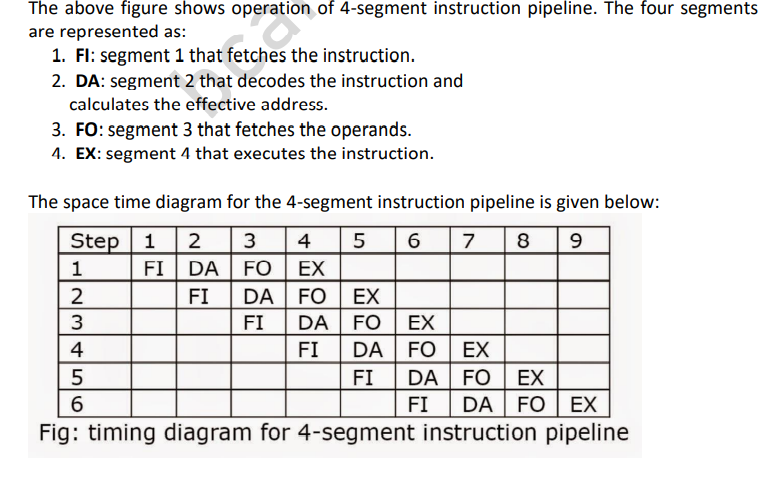 The above figure shows operation of 4-segment instruction pipeline. The four segments
are represented as:
1. FI: segment 1 that fetches the instruction.
2. DA: segment 2 that decodes the instruction and
calculates the effective address.
3. FO: segment 3 that fetches the operands.
4. EX: segment 4 that executes the instruction.
The space time diagram for the 4-segment instruction pipeline is given below:
Step 1 2 3 4 5 6 7 8 9
1 FI DA FO EX
2 FI DA FO EX
3 FI DA FO EX
4 FI DA FO EX
5 FI DA FO EX
6 FI DA FO EX
Fig: timing diagram for 4-segment instruction pipeline